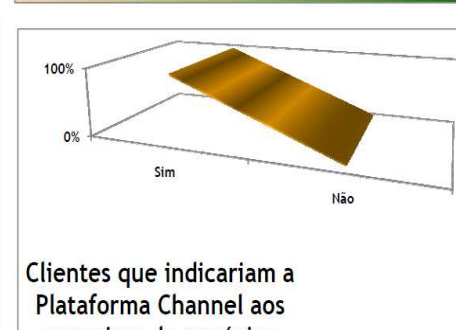 100%
0%
Sim
Não
Clientes que indicariam a
Plataforma Channel aos